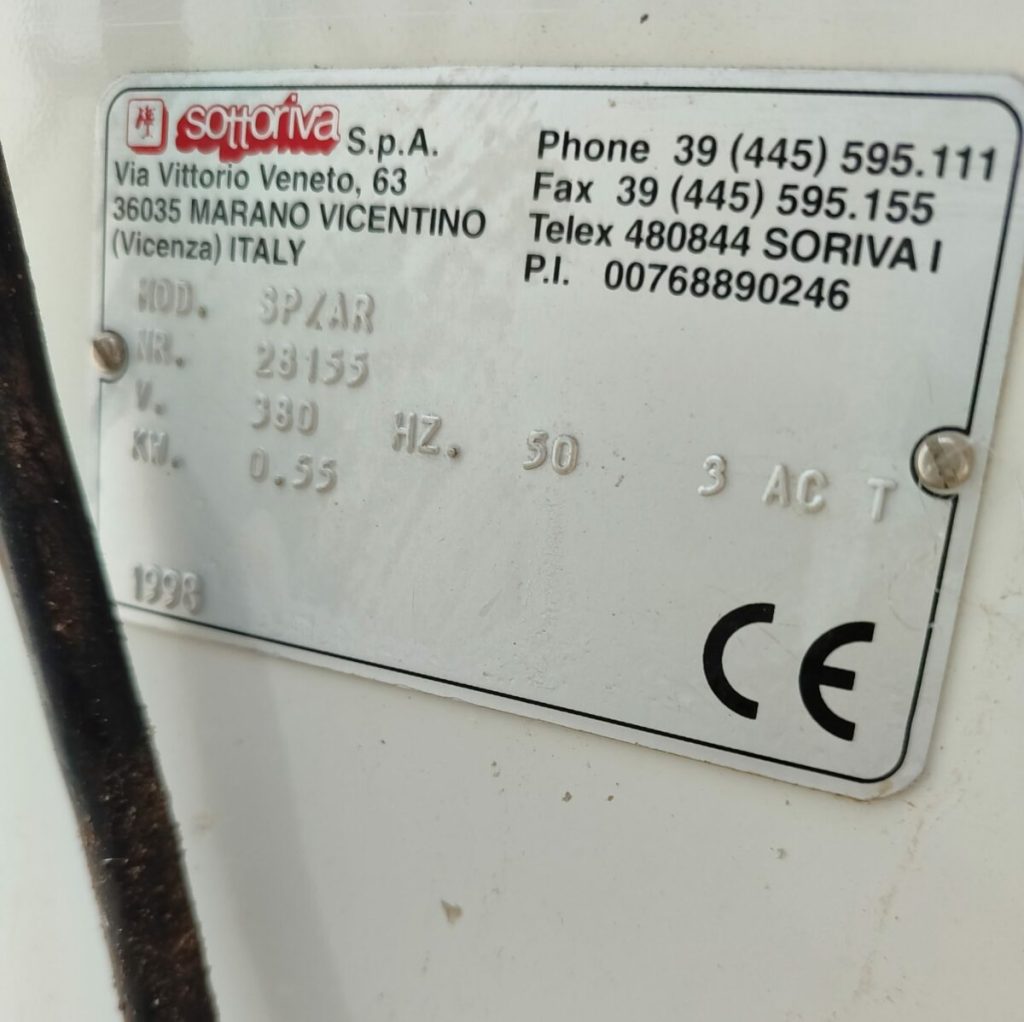 sottoriva S.p.A.
Via Vittorio Veneto, 63
36035 MARANO VICENTINO
(Vicenza) ITALY
Phone 39 (445) 595.111
Fax 39 (445) 595.155
Telex 480844 SORIVA I
P.I. 00768890246
MOD. SP/AR
NR. 28155
V. 380 HZ. 50 3 AC T
KW. 0.55
1998
CE